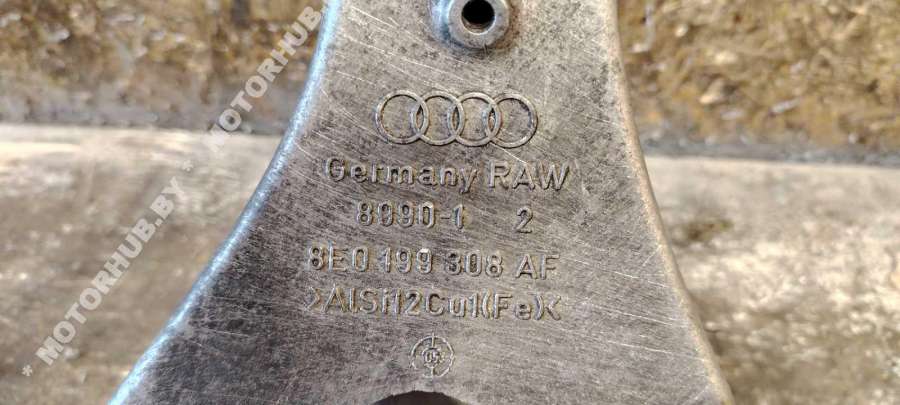 Germany RAW
8090-1 2
8E0 199 308 AF
>AlSi12Cu1(Fe)<
* MOTORHUB.BY * MOTORHUB